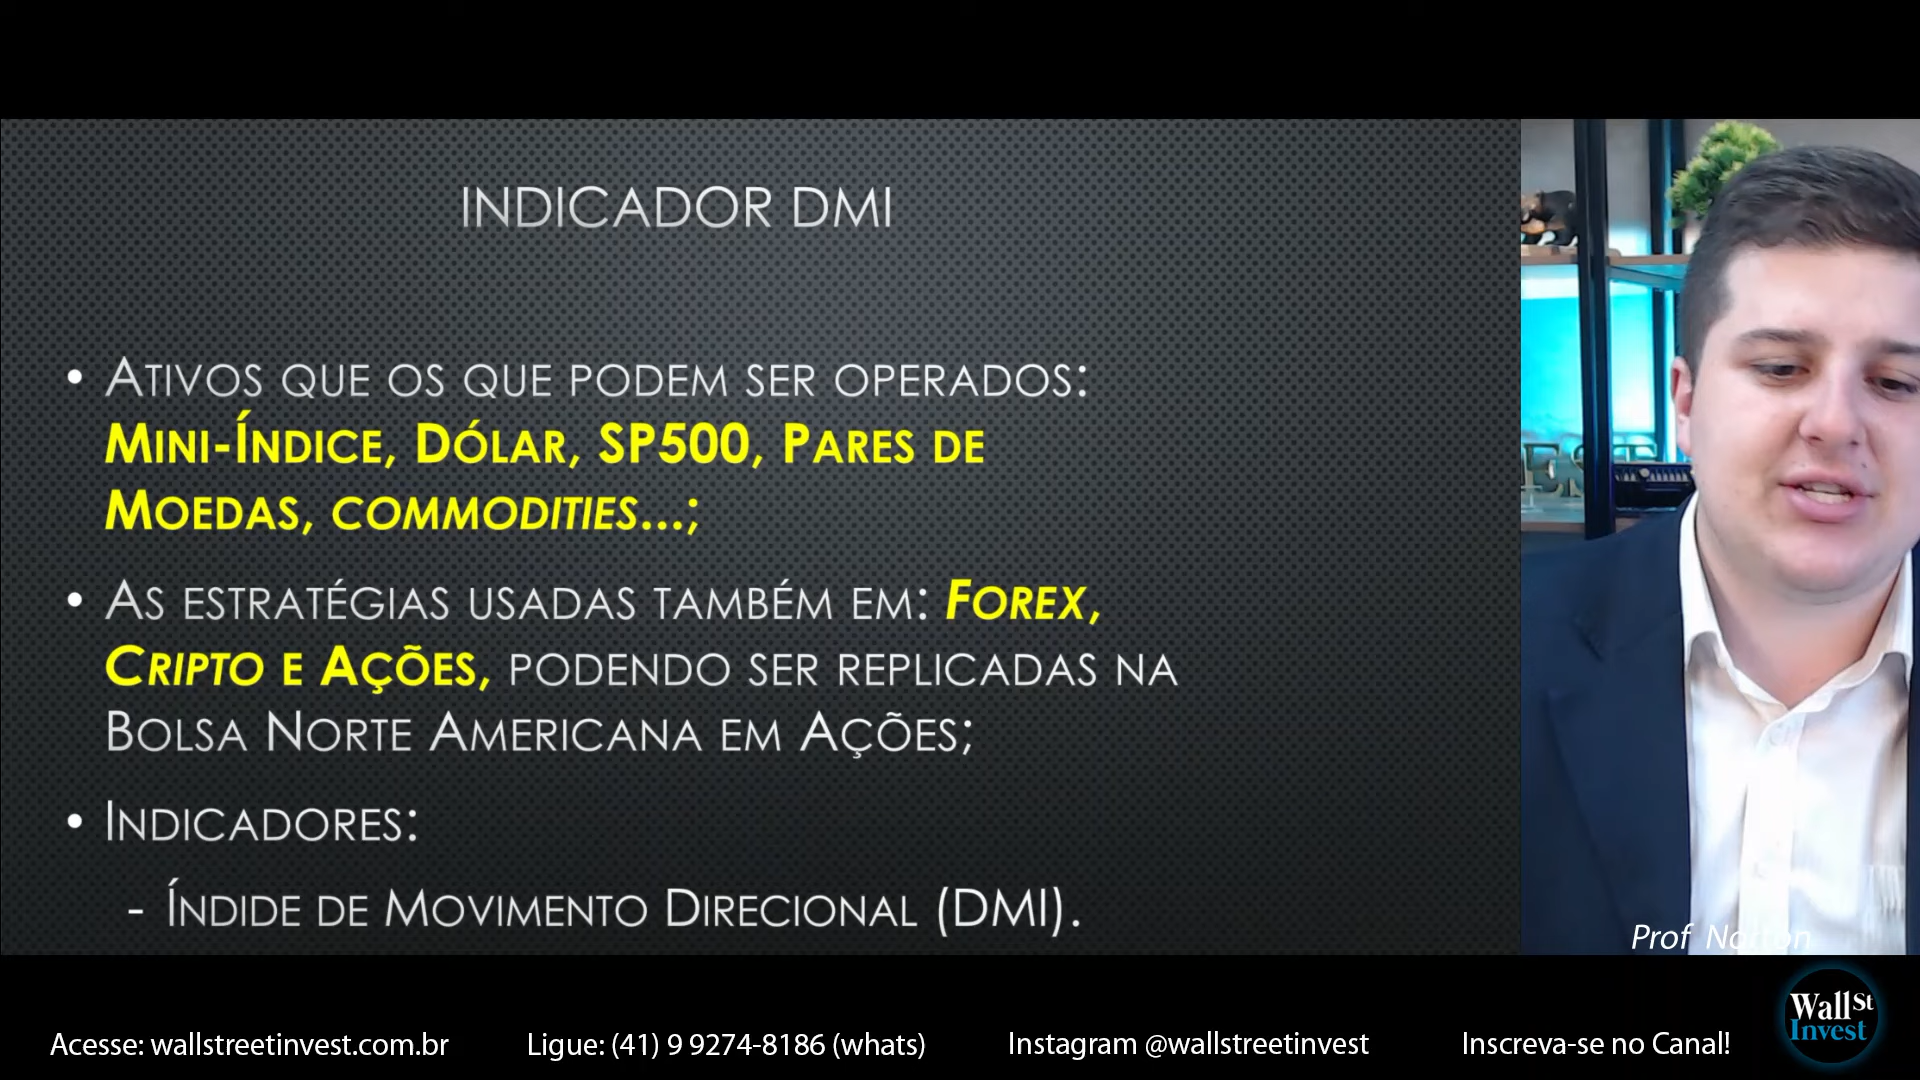 INDICADOR DMI
• ATIVOS QUE OS QUE PODEM SER OPERADOS:
MINI-ÍNDICE, DÓLAR, SP500, PARES DE
MOEDAS, COMMODITIES...;
• AS ESTRATÉGIAS USADAS TAMBÉM EM: FOREX,
CRIPTO E AÇÕES, PODENDO SER REPLICADAS NA
BOLSA NORTE AMERICANA EM AÇÕES;
• INDICADORES:
- ÍNDIDE DE MOVIMENTO DIRECIONAL (DMI).
Prof
Wall St
Invest
Acesse: wallstreetinvest.com.br
Ligue: (41) 9 9274-8186 (whats)
Instagram @wallstreetinvest
Inscreva-se no Canal!